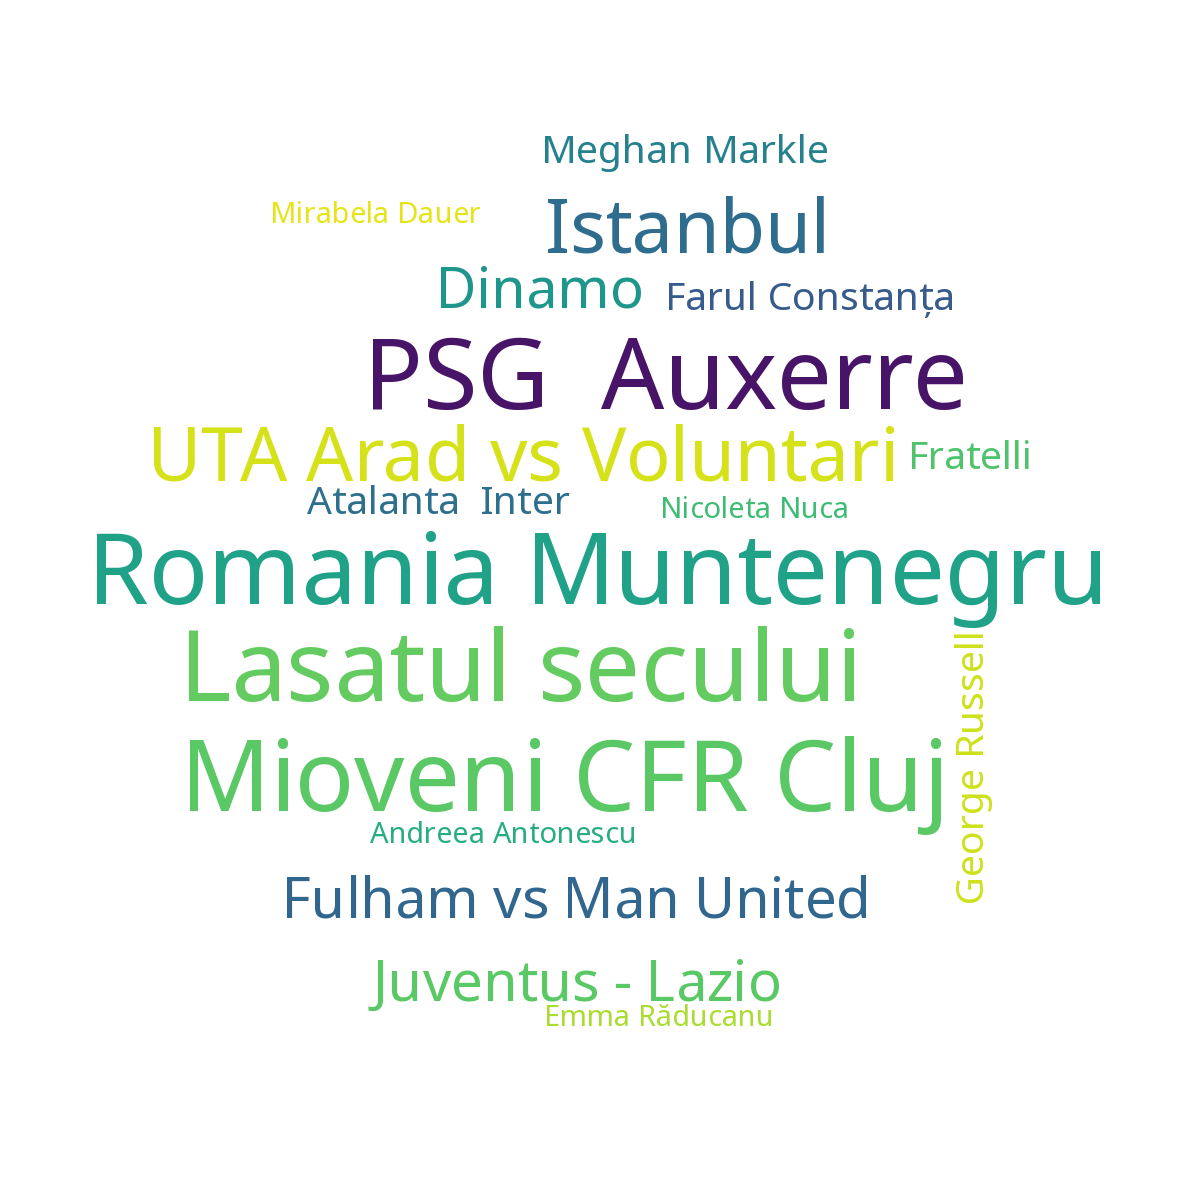 Meghan Markle
Mirabela Dauer
Istanbul
Dinamo
Farul Constanța
PSG  Auxerre
UTA Arad vs Voluntari
Fratelli
Atalanta  Inter
Nicoleta Nuca
Romania Muntenegru
Lasatul secului
George Russell
Mioveni CFR Cluj
Andreea Antonescu
Fulham vs Man United
Juventus - Lazio
Emma Răducanu